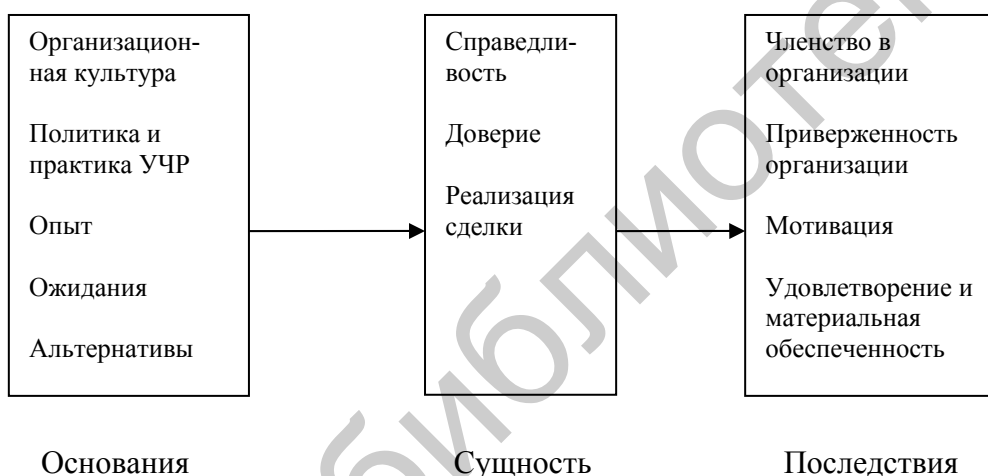 Организацион-
ная культура
Политика и
практика УЧР
Опыт
Ожидания
Альтернативы
Справедли-
вость
Доверие
Реализация
сделки
Членство в
организации
Приверженность
организации
Мотивация
Удовлетворение и
материальная
обеспеченность
Основания
Сущность
Последствия
библиоте